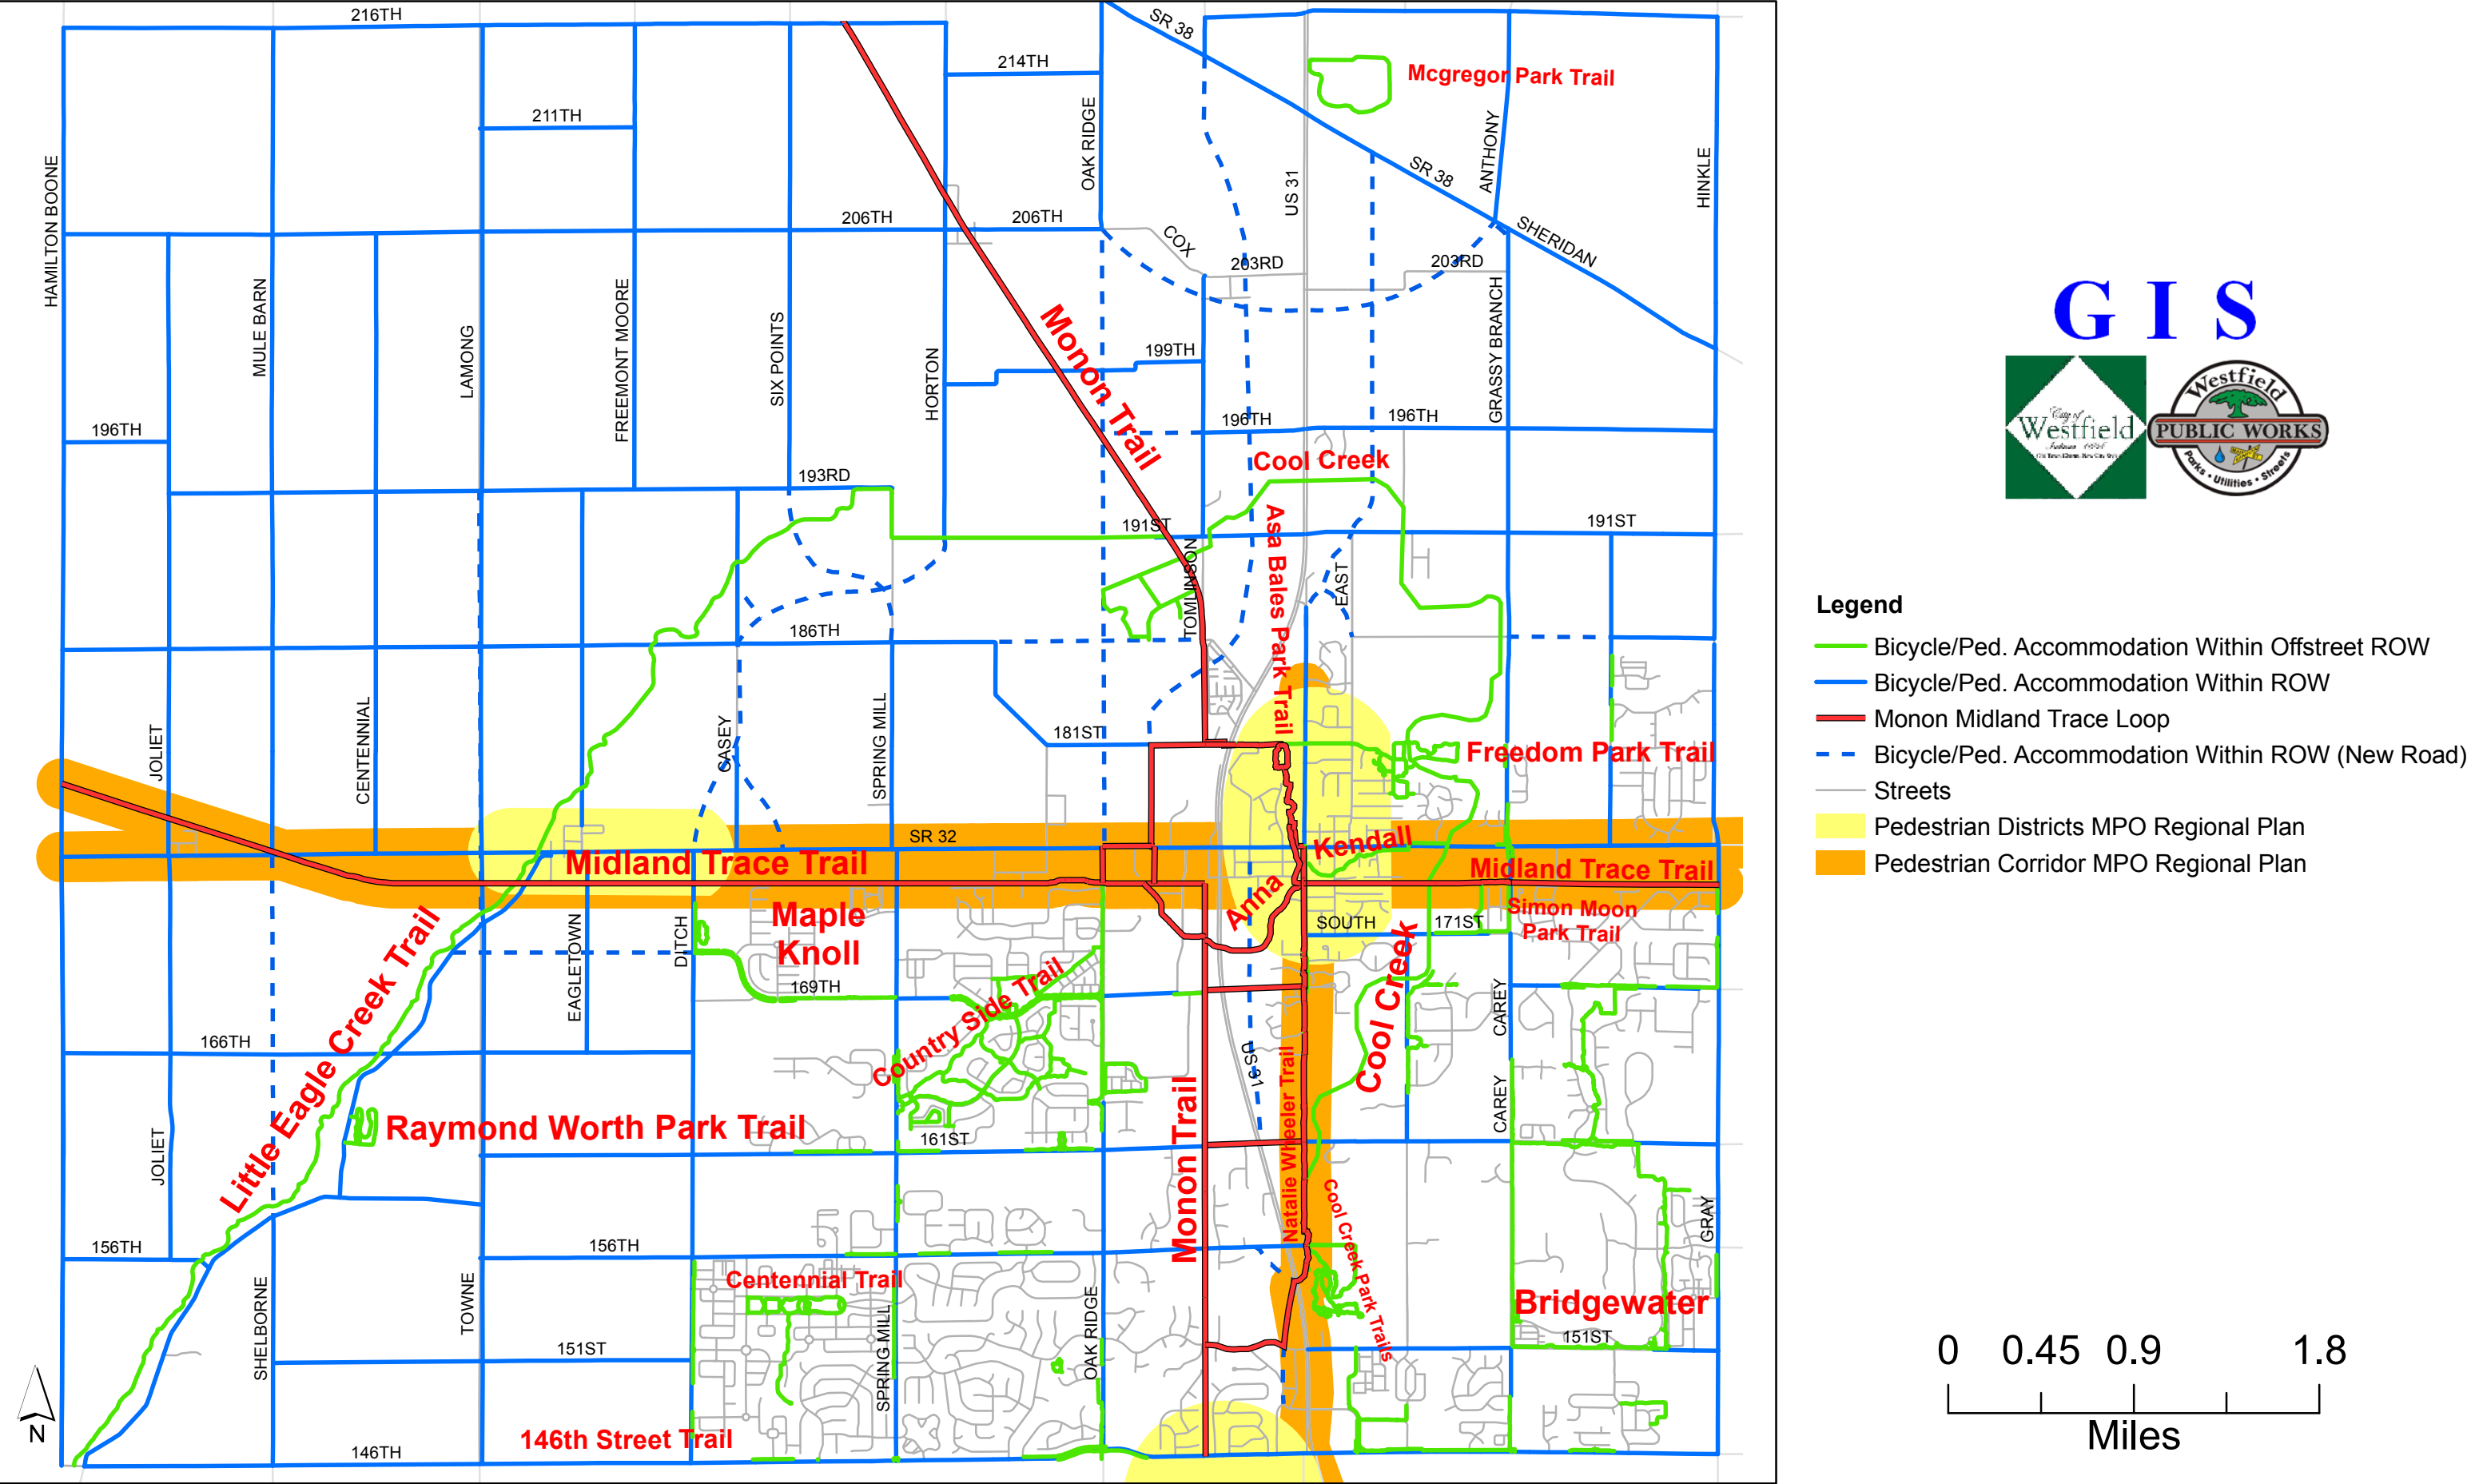 216TH
SR 38
214TH
Mcgregor Park Trail
211TH
OAK RIDGE
ANTHONY
HAMILTON BOONE
US 31
SR 38
HINKLE
206TH
206TH
COX
SHERIDAN
203RD
203RD
MULE BARN
LAMONG
FREEMONT MOORE
SIX POINTS
HORTON
Monon Trail
199TH
GRASSY BRANCH
196TH
196TH
196TH
193RD
Cool Creek
191ST
191ST
TOMLINSON
Asa Bales Park Trail
EAST
186TH
JOLIET
CENTENNIAL
CASEY
SPRING MILL
181ST
Freedom Park Trail
SR 32
Kendall
Midland Trace Trail
Midland Trace Trail
Anna
Maple
Knoll
SOUTH
171ST
Simon Moon
Park Trail
Little Eagle Creek Trail
EAGLETOWN
DITCH
169TH
Country Side Trail
Cool Creek
CAREY
166TH
US 31
Natalie Wheeler Trail
CAREY
Raymond Worth Park Trail
JOLIET
161ST
Monon Trail
Cool Creek Park Trails
GRAY
156TH
156TH
SHELBORNE
TOWNE
Centennial Trail
SPRING MILL
OAK RIDGE
Bridgewater
151ST
151ST
N
146TH
146th Street Trail
G I S
City of
Westfield
Westfield
PUBLIC WORKS
Parks • Utilities • Streets
Legend
Bicycle/Ped. Accommodation Within Offstreet ROW
Bicycle/Ped. Accommodation Within ROW
Monon Midland Trace Loop
Bicycle/Ped. Accommodation Within ROW (New Road)
Streets
Pedestrian Districts MPO Regional Plan
Pedestrian Corridor MPO Regional Plan
0 0.45 0.9 1.8
Miles